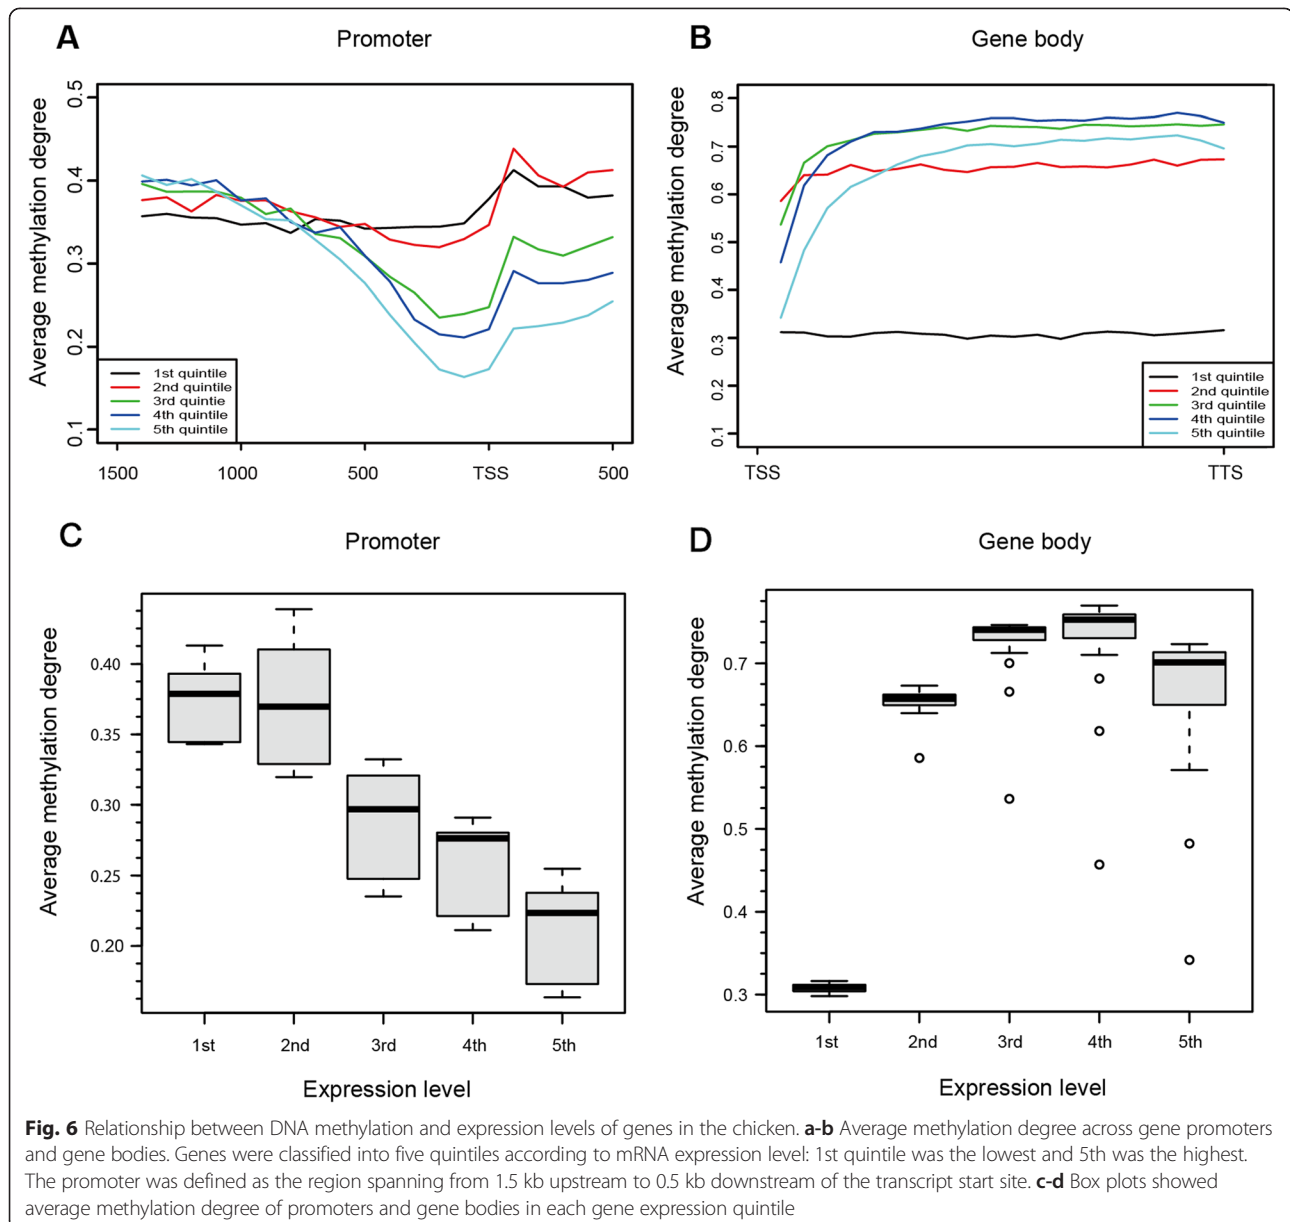 A
Promoter
Average methylation degree
0.5
0.4
0.3
0.2
0.1
1st quintile
2nd quintile
3rd quintie
4th quintile
5th quintile
1500
1000
500
TSS
500
B
Gene body
Average methylation degree
0.8
0.7
0.6
0.5
0.4
0.3
0.2
0.1
1st quintile
2nd quintile
3rd quintile
4th quintile
5th quintile
TSS
TTS
C
Promoter
Average methylation degree
0.40
0.35
0.30
0.25
0.20
1st
2nd
3rd
4th
5th
Expression level
D
Gene body
Average methylation degree
0.7
0.6
0.5
0.4
0.3
1st
2nd
3rd
4th
5th
Expression level
Fig. 6 Relationship between DNA methylation and expression levels of genes in the chicken. a-b Average methylation degree across gene promoters
and gene bodies. Genes were classified into five quintiles according to mRNA expression level: 1st quintile was the lowest and 5th was the highest.
The promoter was defined as the region spanning from 1.5 kb upstream to 0.5 kb downstream of the transcript start site. c-d Box plots showed
average methylation degree of promoters and gene bodies in each gene expression quintile